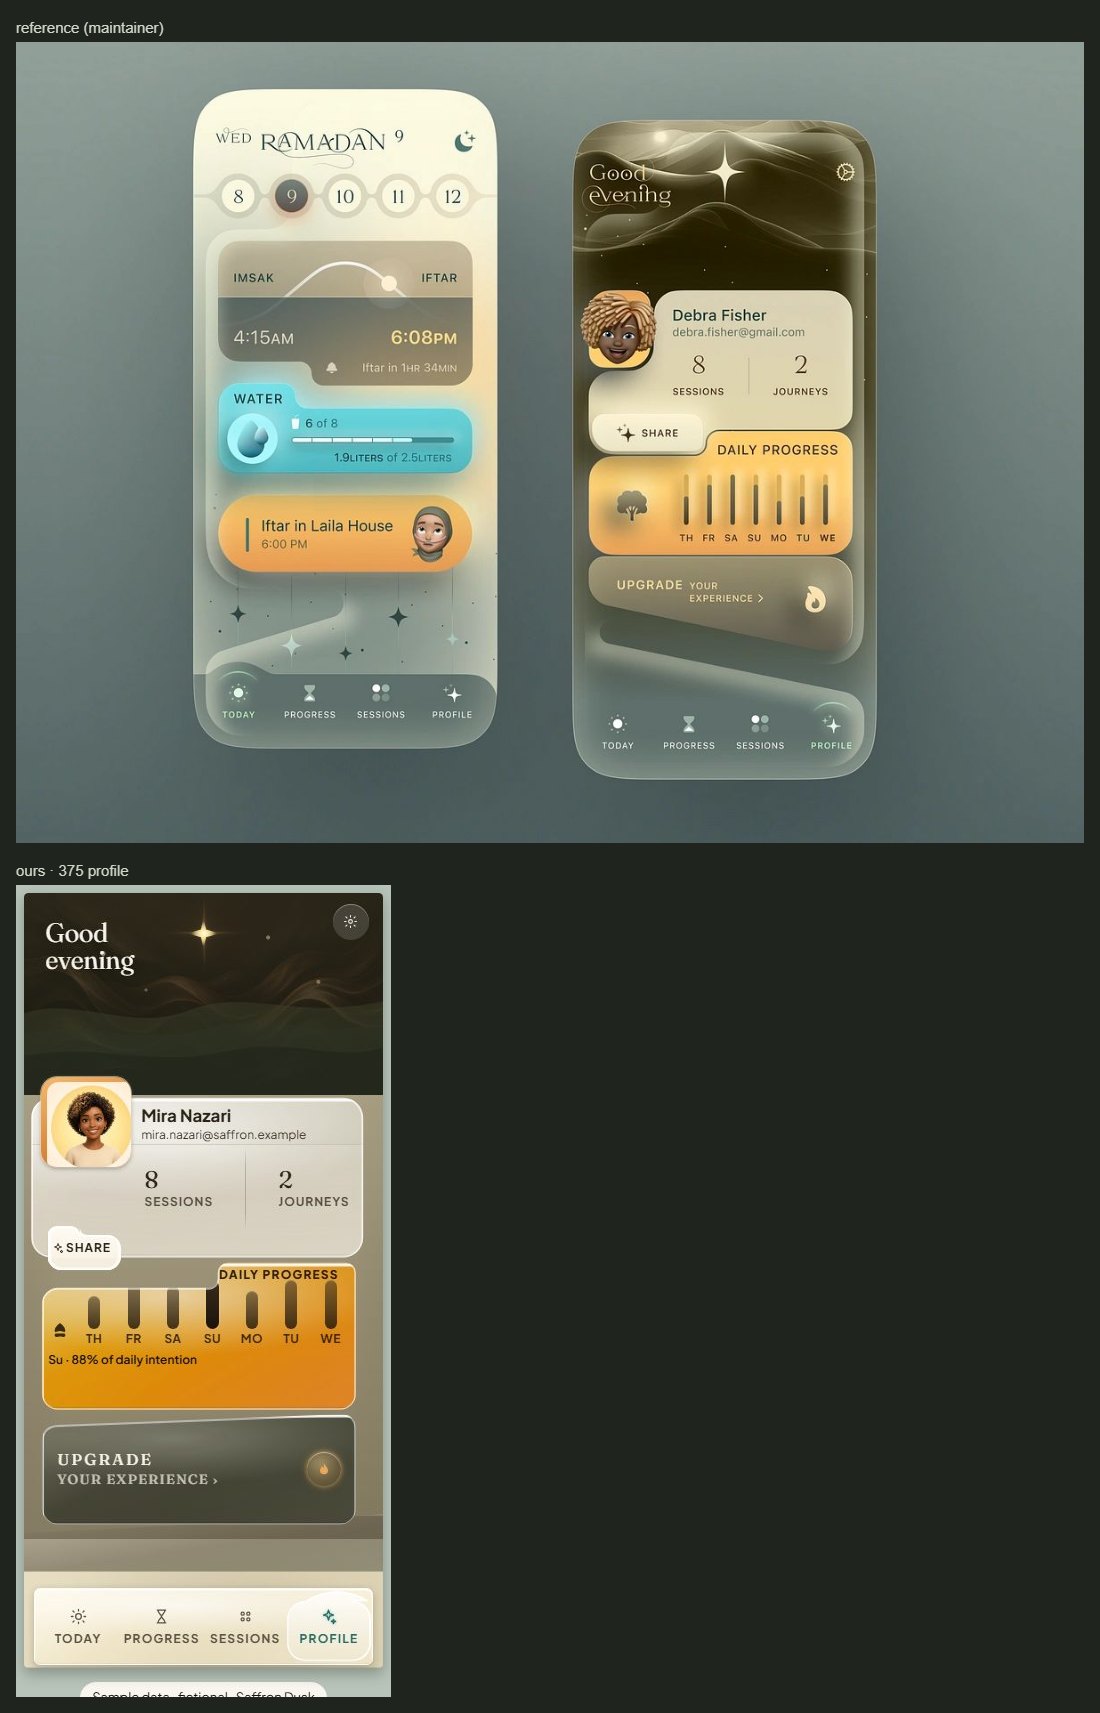 reference (maintainer)
WED RAMADAN 9
8 9 10 11 12
IMSAK IFTAR
4:15AM 6:08PM
Iftar in 1HR 34MIN
WATER
6 of 8
1.9LITERS of 2.5LITERS
Iftar in Laila House
6:00 PM
TODAY PROGRESS SESSIONS PROFILE
Good
evening
Debra Fisher
debra.fisher@gmail.com
8 2
SESSIONS JOURNEYS
SHARE
DAILY PROGRESS
TH FR SA SU MO TU WE
UPGRADE YOUR
EXPERIENCE >
TODAY PROGRESS SESSIONS PROFILE
ours · 375 profile
Good
evening
Mira Nazari
mira.nazari@saffron.example
8 2
SESSIONS JOURNEYS
SHARE
DAILY PROGRESS
TH FR SA SU MO TU WE
Su · 88% of daily intention
UPGRADE
YOUR EXPERIENCE ›
TODAY PROGRESS SESSIONS PROFILE
Sample data · fictional · Saffron Dusk